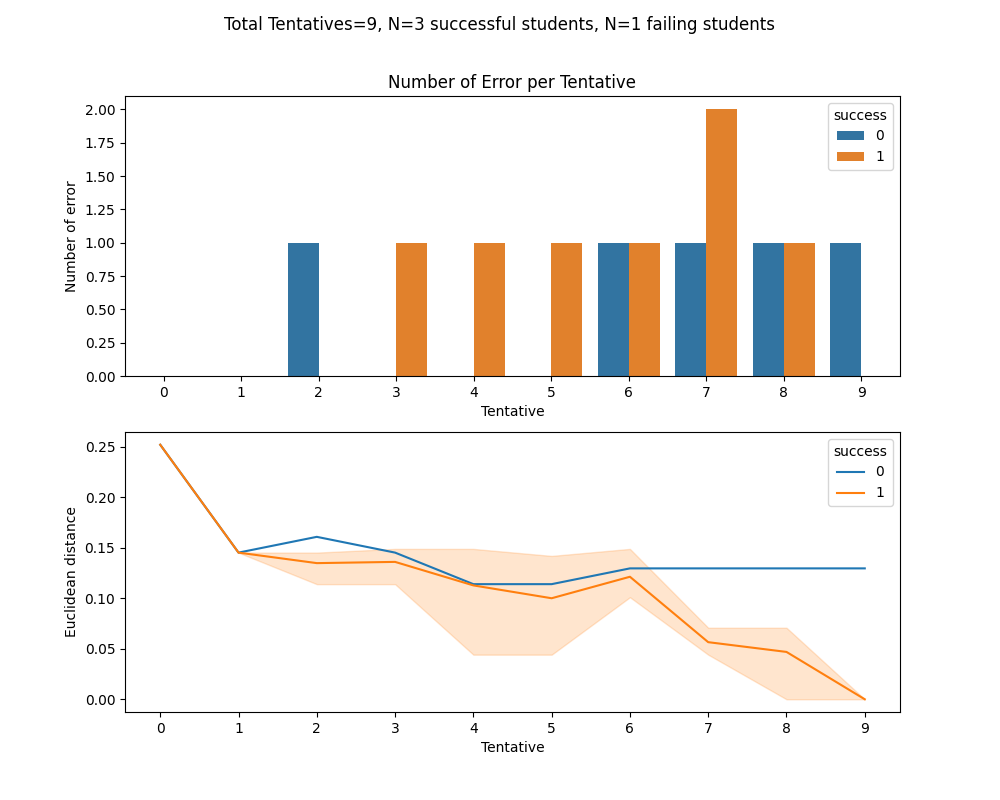 Total Tentatives=9, N=3 successful students, N=1 failing students
Number of Error per Tentative
2.00
1.75
1.50
1.25
1.00
0.75
0.50
0.25
0.00
Number of error
success
0
1
0 1 2 3 4 5 6 7 8 9
Tentative
0.25
0.20
0.15
0.10
0.05
0.00
Euclidean distance
success
0
1
0 1 2 3 4 5 6 7 8 9
Tentative